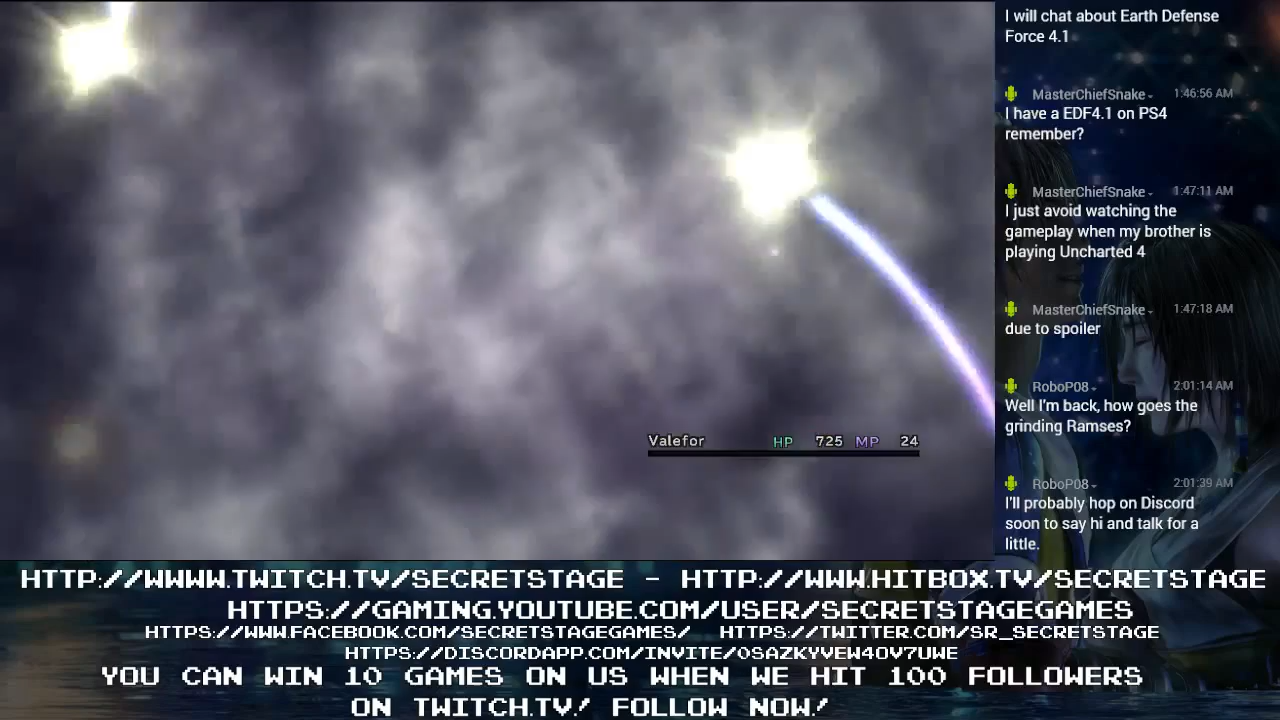 I will chat about Earth Defense
Force 4.1
MasterChiefSnake 1:46:56 AM
I have a EDF4.1 on PS4
remember?
MasterChiefSnake 1:47:11 AM
I just avoid watching the
gameplay when my brother is
playing Uncharted 4
MasterChiefSnake 1:47:18 AM
due to spoiler
RoboP08 2:01:14 AM
Well I'm back, how goes the
grinding Ramses?
RoboP08 2:01:39 AM
I'll probably hop on Discord
soon to say hi and talk for a
little.
Valefor HP 725 MP 24
HTTP://WWWW.TWITCH.TV/SECRETSTAGE - HTTP://WWW.HITBOX.TV/SECRETSTAGE
HTTPS://GAMING.YOUTUBE.COM/USER/SECRETSTAGEGAMES
HTTPS://WWW.FACEBOOK.COM/SECRETSTAGEGAMES/ HTTPS://TWITTER.COM/SR_SECRETSTAGE
HTTPS://DISCORDAPP.COM/INVITE/0SAZKYVEW4OV7UWE
YOU CAN WIN 10 GAMES ON US WHEN WE HIT 100 FOLLOWERS
ON TWITCH.TV! FOLLOW NOW!